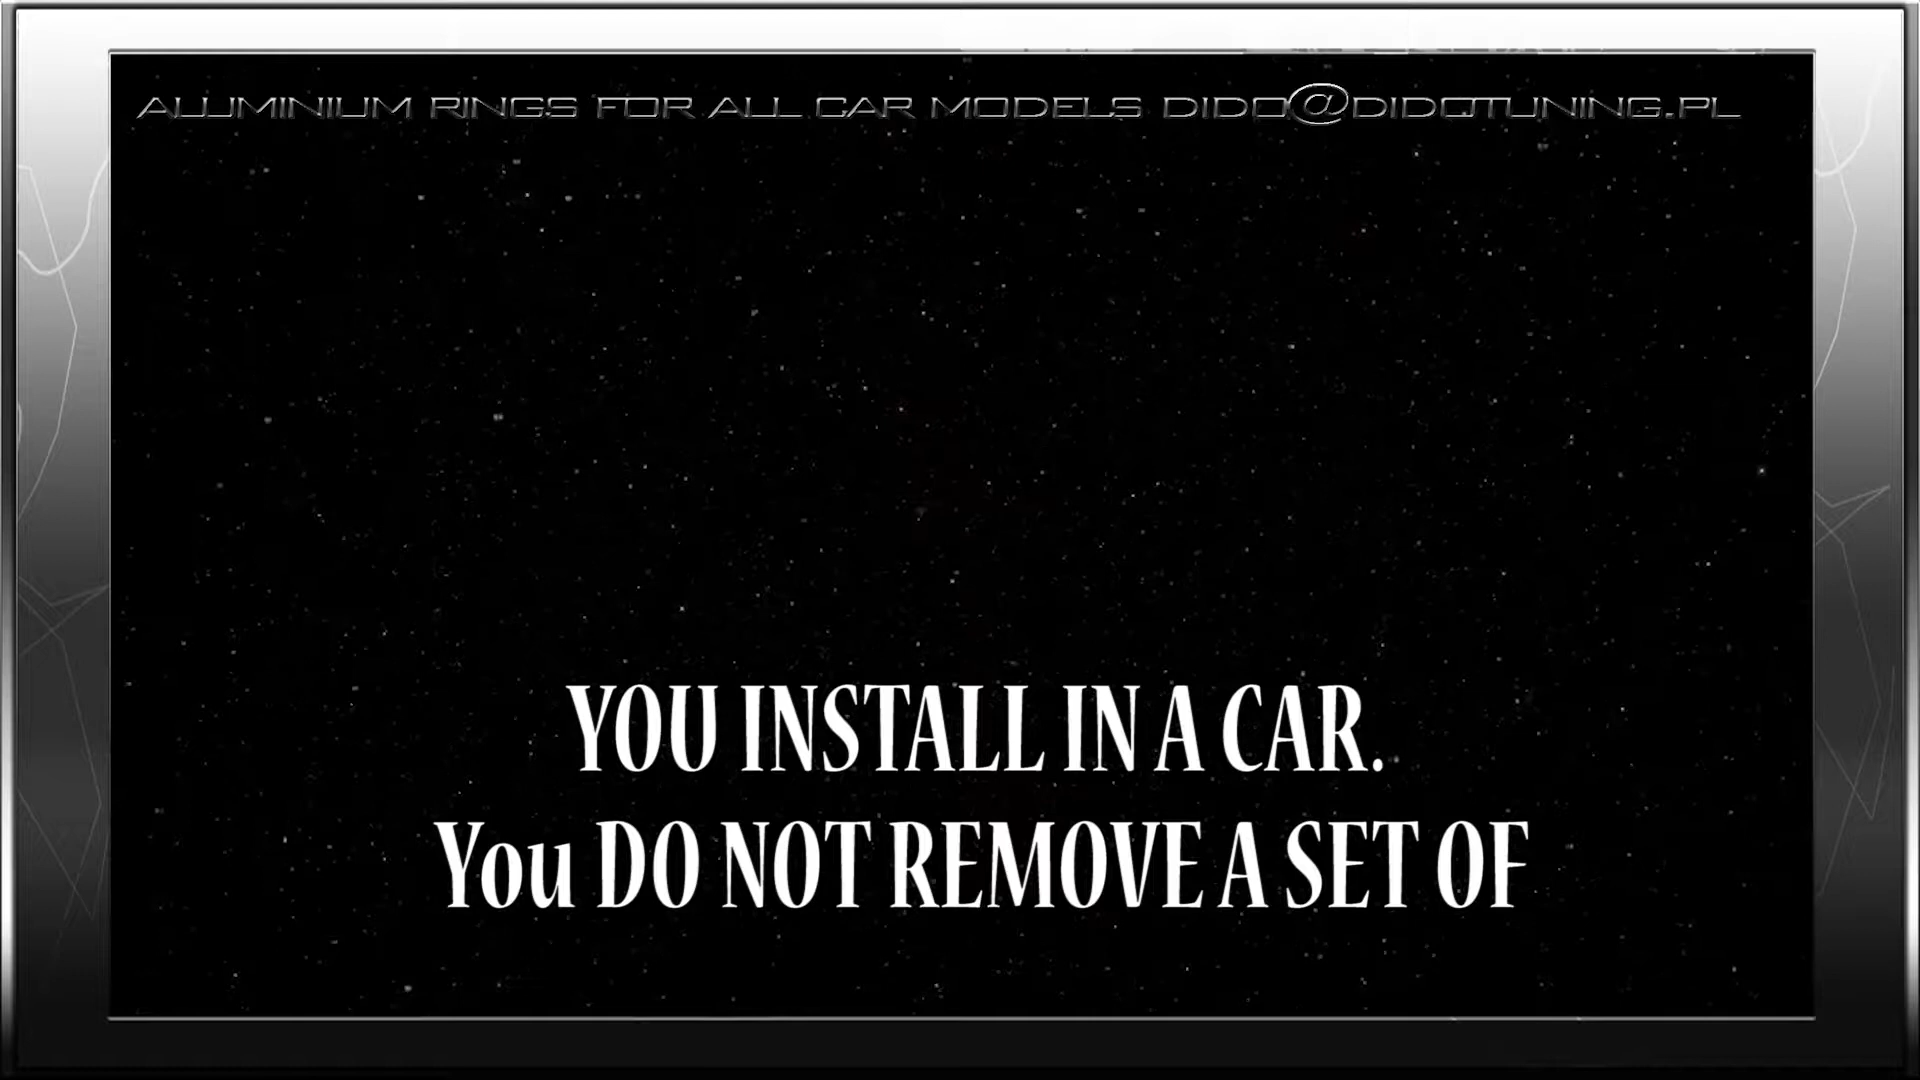 ALUMINIUM RINGS FOR ALL CAR MODELS DIDO@DIDOTUNING.PL
YOU INSTALL IN A CAR.
You DO NOT REMOVE A SET OF